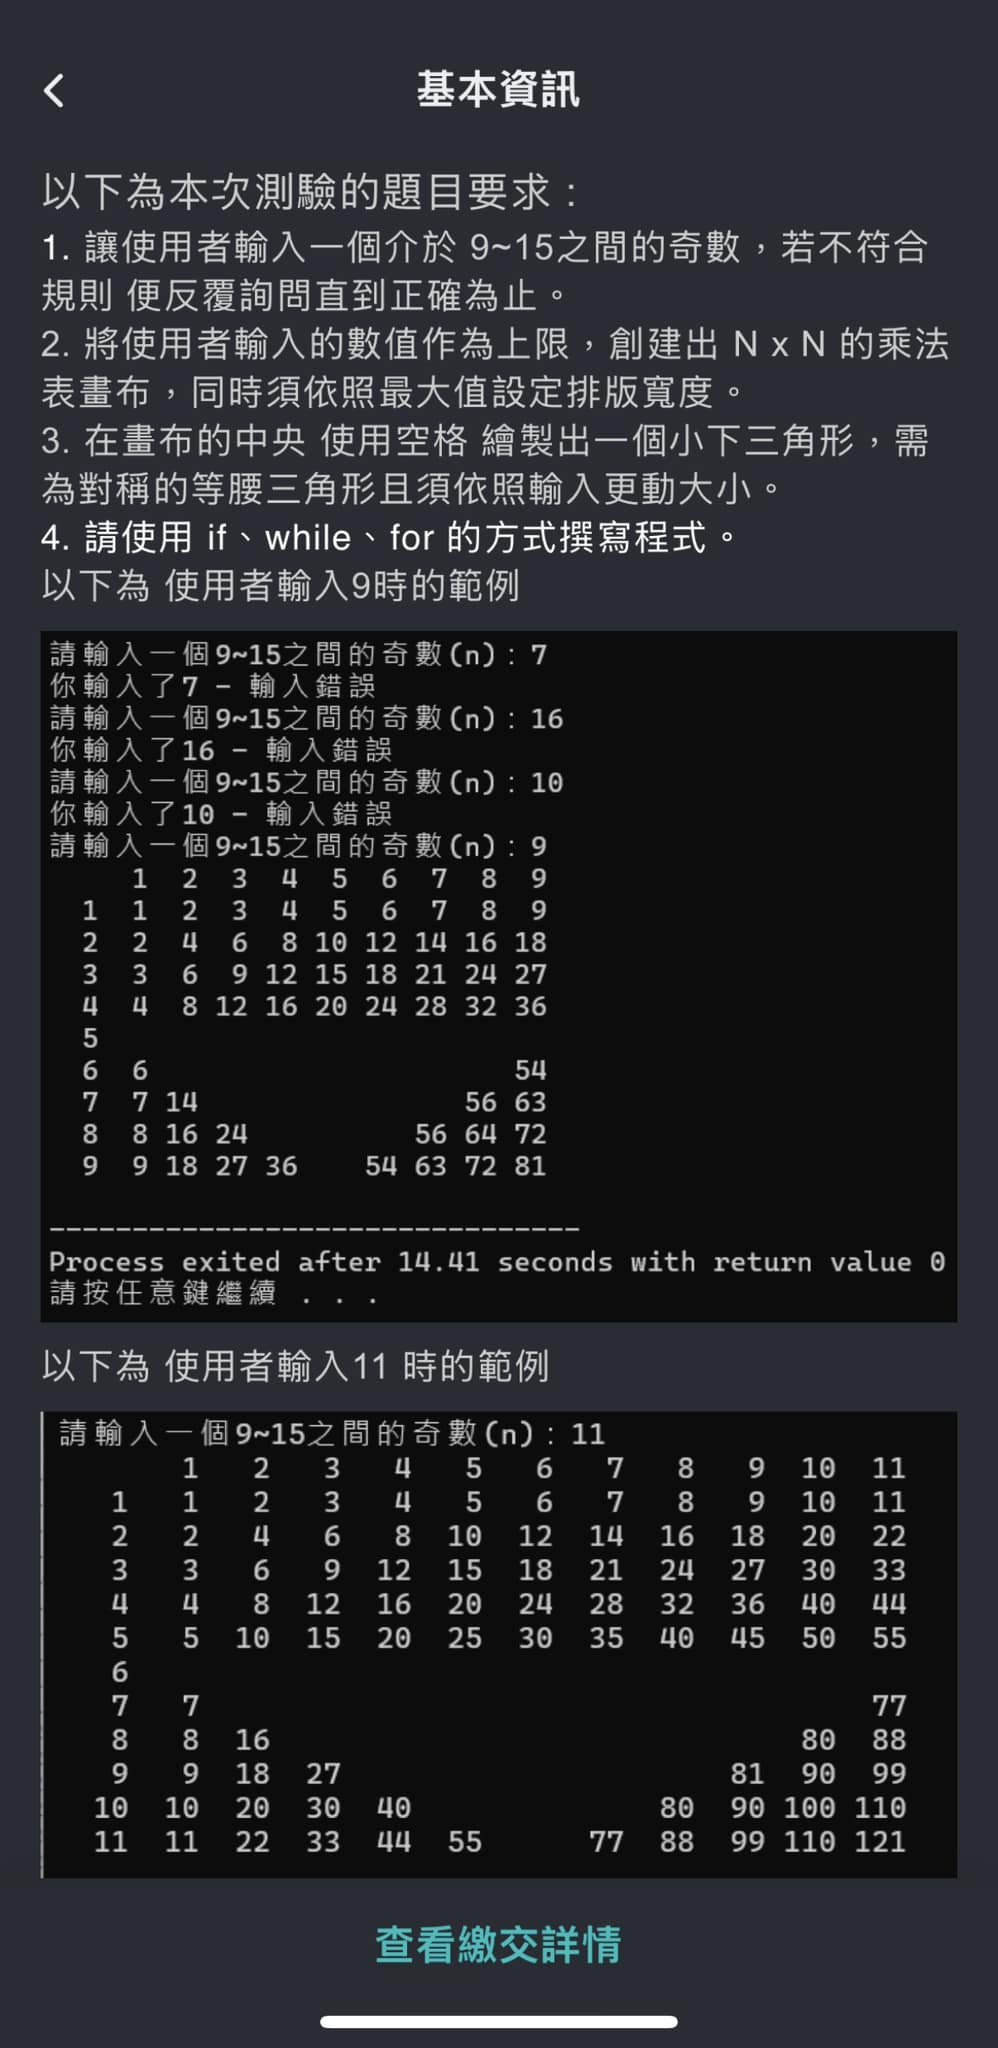 基本資訊
以下為本次測驗的題目要求：
1. 讓使用者輸入一個介於 9~15之間的奇數，若不符合
規則 便反覆詢問直到正確為止。
2. 將使用者輸入的數值作為上限，創建出 N x N 的乘法
表畫布，同時須依照最大值設定排版寬度。
3. 在畫布的中央 使用空格 繪製出一個小下三角形，需
為對稱的等腰三角形且須依照輸入更動大小。
4. 請使用 if、while、for 的方式撰寫程式。
以下為 使用者輸入9時的範例
請輸入一個9~15之間的奇數(n)：7
你輸入了7 - 輸入錯誤
請輸入一個9~15之間的奇數(n)：16
你輸入了16 - 輸入錯誤
請輸入一個9~15之間的奇數(n)：10
你輸入了10 - 輸入錯誤
請輸入一個9~15之間的奇數(n)：9
1 2 3 4 5 6 7 8 9
1 1 2 3 4 5 6 7 8 9
2 2 4 6 8 10 12 14 16 18
3 3 6 9 12 15 18 21 24 27
4 4 8 12 16 20 24 28 32 36
5
6 6 54
7 7 14 56 63
8 8 16 24 56 64 72
9 9 18 27 36 54 63 72 81
--------------------------------
Process exited after 14.41 seconds with return value 0
請按任意鍵繼續 . . .
以下為 使用者輸入11 時的範例
請輸入一個9~15之間的奇數(n)：11
1 2 3 4 5 6 7 8 9 10 11
1 1 2 3 4 5 6 7 8 9 10 11
2 2 4 6 8 10 12 14 16 18 20 22
3 3 6 9 12 15 18 21 24 27 30 33
4 4 8 12 16 20 24 28 32 36 40 44
5 5 10 15 20 25 30 35 40 45 50 55
6
7 7 77
8 8 16 80 88
9 9 18 27 81 90 99
10 10 20 30 40 80 90 100 110
11 11 22 33 44 55 77 88 99 110 121
查看繳交詳情